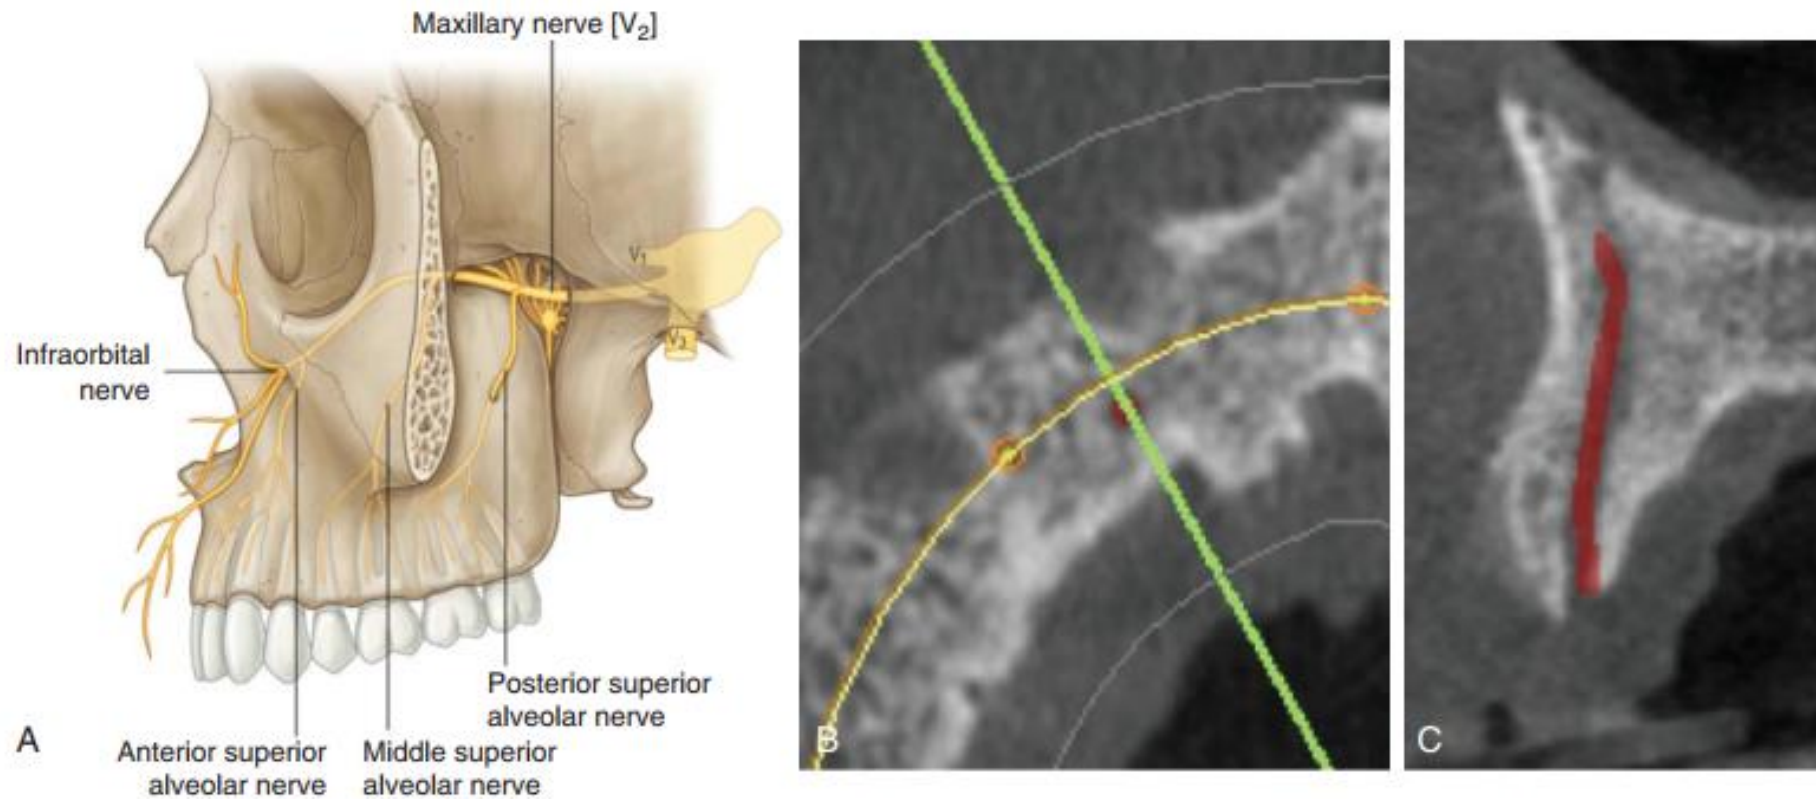 Maxillary nerve [V₂]
V₁
V₃
Infraorbital
nerve
Posterior superior
alveolar nerve
A
Anterior superior
alveolar nerve
Middle superior
alveolar nerve
B
C